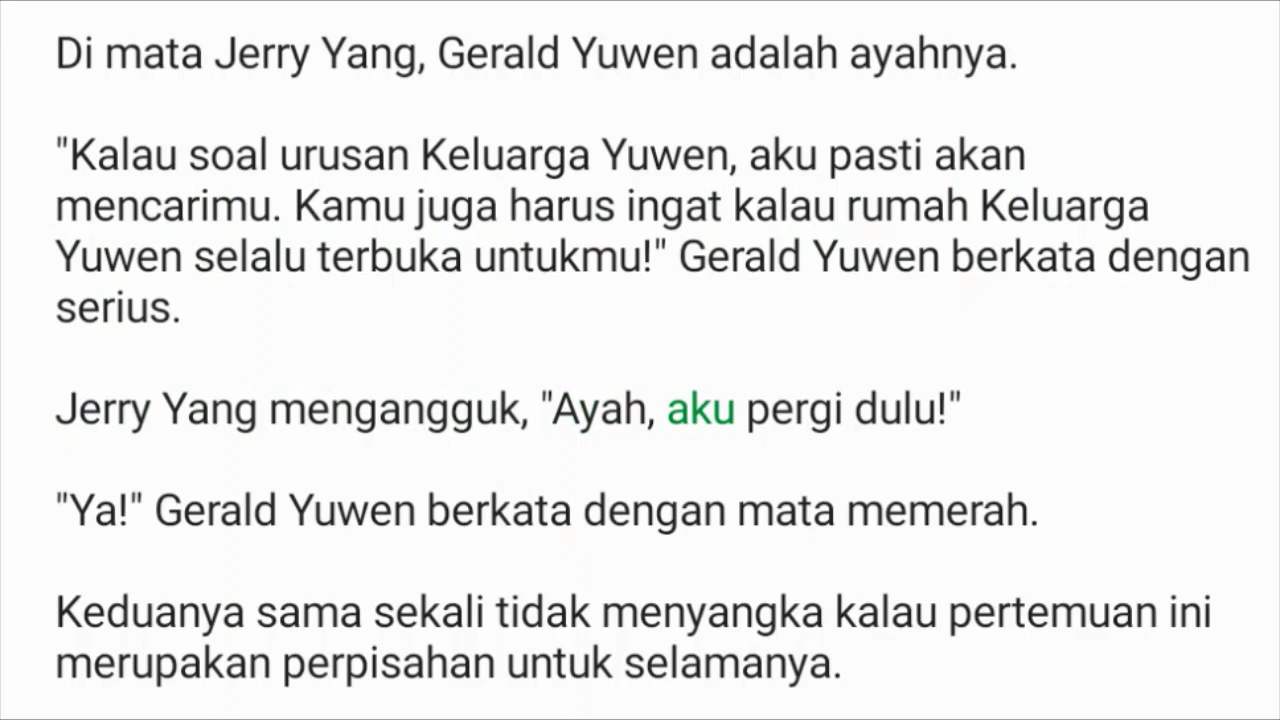 Di mata Jerry Yang, Gerald Yuwen adalah ayahnya.
"Kalau soal urusan Keluarga Yuwen, aku pasti akan
mencarimu. Kamu juga harus ingat kalau rumah Keluarga
Yuwen selalu terbuka untukmu!" Gerald Yuwen berkata dengan
serius.
Jerry Yang mengangguk, "Ayah, aku pergi dulu!"
"Ya!" Gerald Yuwen berkata dengan mata memerah.
Keduanya sama sekali tidak menyangka kalau pertemuan ini
merupakan perpisahan untuk selamanya.